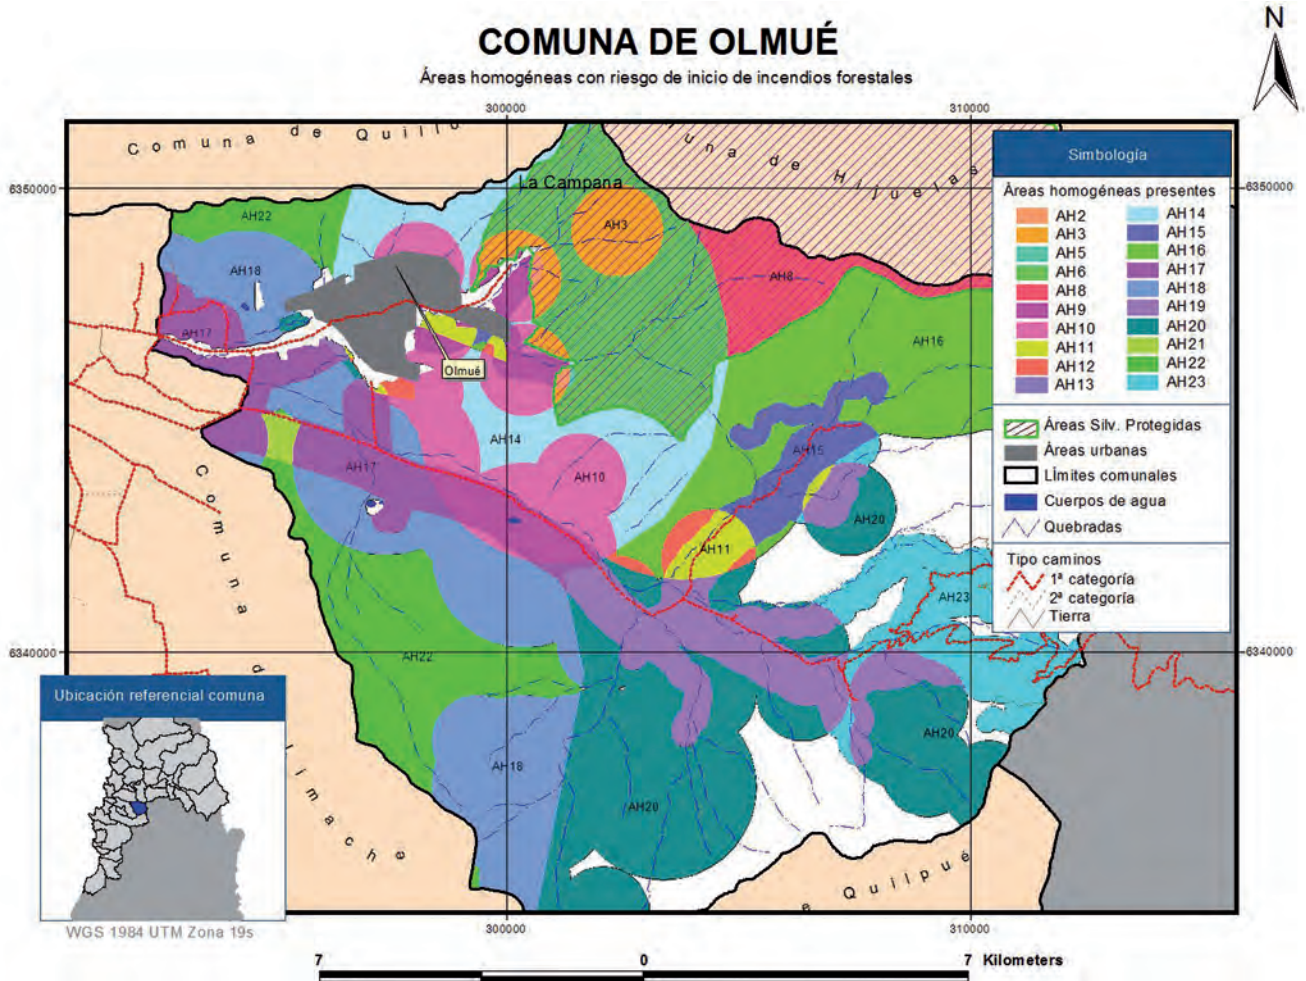 COMUNA DE OLMUÉ
Áreas homogéneas con riesgo de inicio de incendios forestales
N
300000
310000
Comuna de Quillo
una de Hijuelas
6350000
6350000
La Campana
AH22
AH3
AH18
AH8
AH17
AH16
Olmué
AH14
AH15
AH17
AH10
AH20
AH11
AH23
6340000
6340000
AH22
AH20
AH18
AH20
Comuna d
limache
e Quilpué
Simbología
Áreas homogéneas presentes
AH2
AH3
AH5
AH6
AH8
AH9
AH10
AH11
AH12
AH13
AH14
AH15
AH16
AH17
AH18
AH19
AH20
AH21
AH22
AH23
Áreas Silv. Protegidas
Áreas urbanas
LÍmites comunales
Cuerpos de agua
Quebradas
Tipo caminos
1ª categoría
2ª categoría
Tierra
Ubicación referencial comuna
WGS 1984 UTM Zona 19s
300000
310000
7
0
7 Kilometers